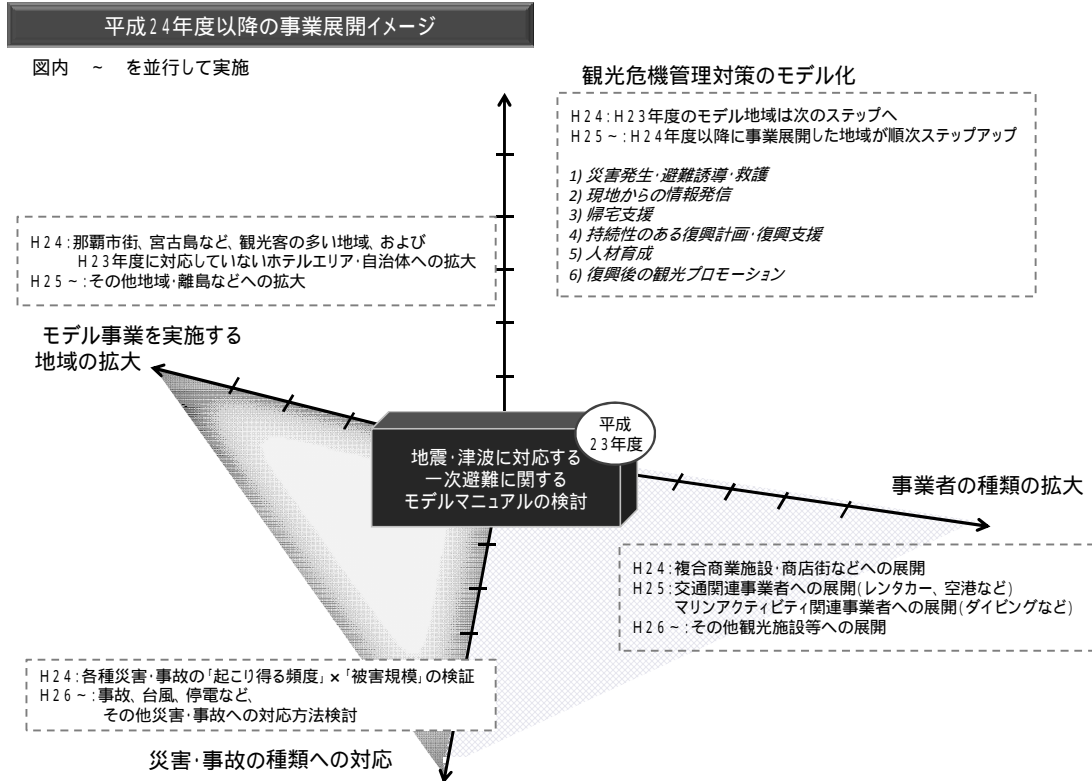 平成24年度以降の事業展開イメージ
図内　~　を並行して実施
観光危機管理対策のモデル化
H24:H23年度のモデル地域は次のステップへ
H25~:H24年度以降に事業展開した地域が順次ステップアップ
1) 災害発生・避難誘導・救護
2) 現地からの情報発信
3) 帰宅支援
4) 持続性のある復興計画・復興支援
5) 人材育成
6) 復興後の観光プロモーション
H24:那覇市街、宮古島など、観光客の多い地域、および
H23年度に対応していないホテルエリア・自治体への拡大
H25~:その他地域・離島などへの拡大
モデル事業を実施する
地域の拡大
平成
23年度
地震・津波に対応する
一次避難に関する
モデルマニュアルの検討
事業者の種類の拡大
H24:複合商業施設・商店街などへの展開
H25:交通関連事業者への展開(レンタカー、空港など)
マリンアクティビティ関連事業者への展開(ダイビングなど)
H26~:その他観光施設等への展開
H24:各種災害・事故の「起こり得る頻度」×「被害規模」の検証
H26~:事故、台風、停電など、
その他災害・事故への対応方法検討
災害・事故の種類への対応